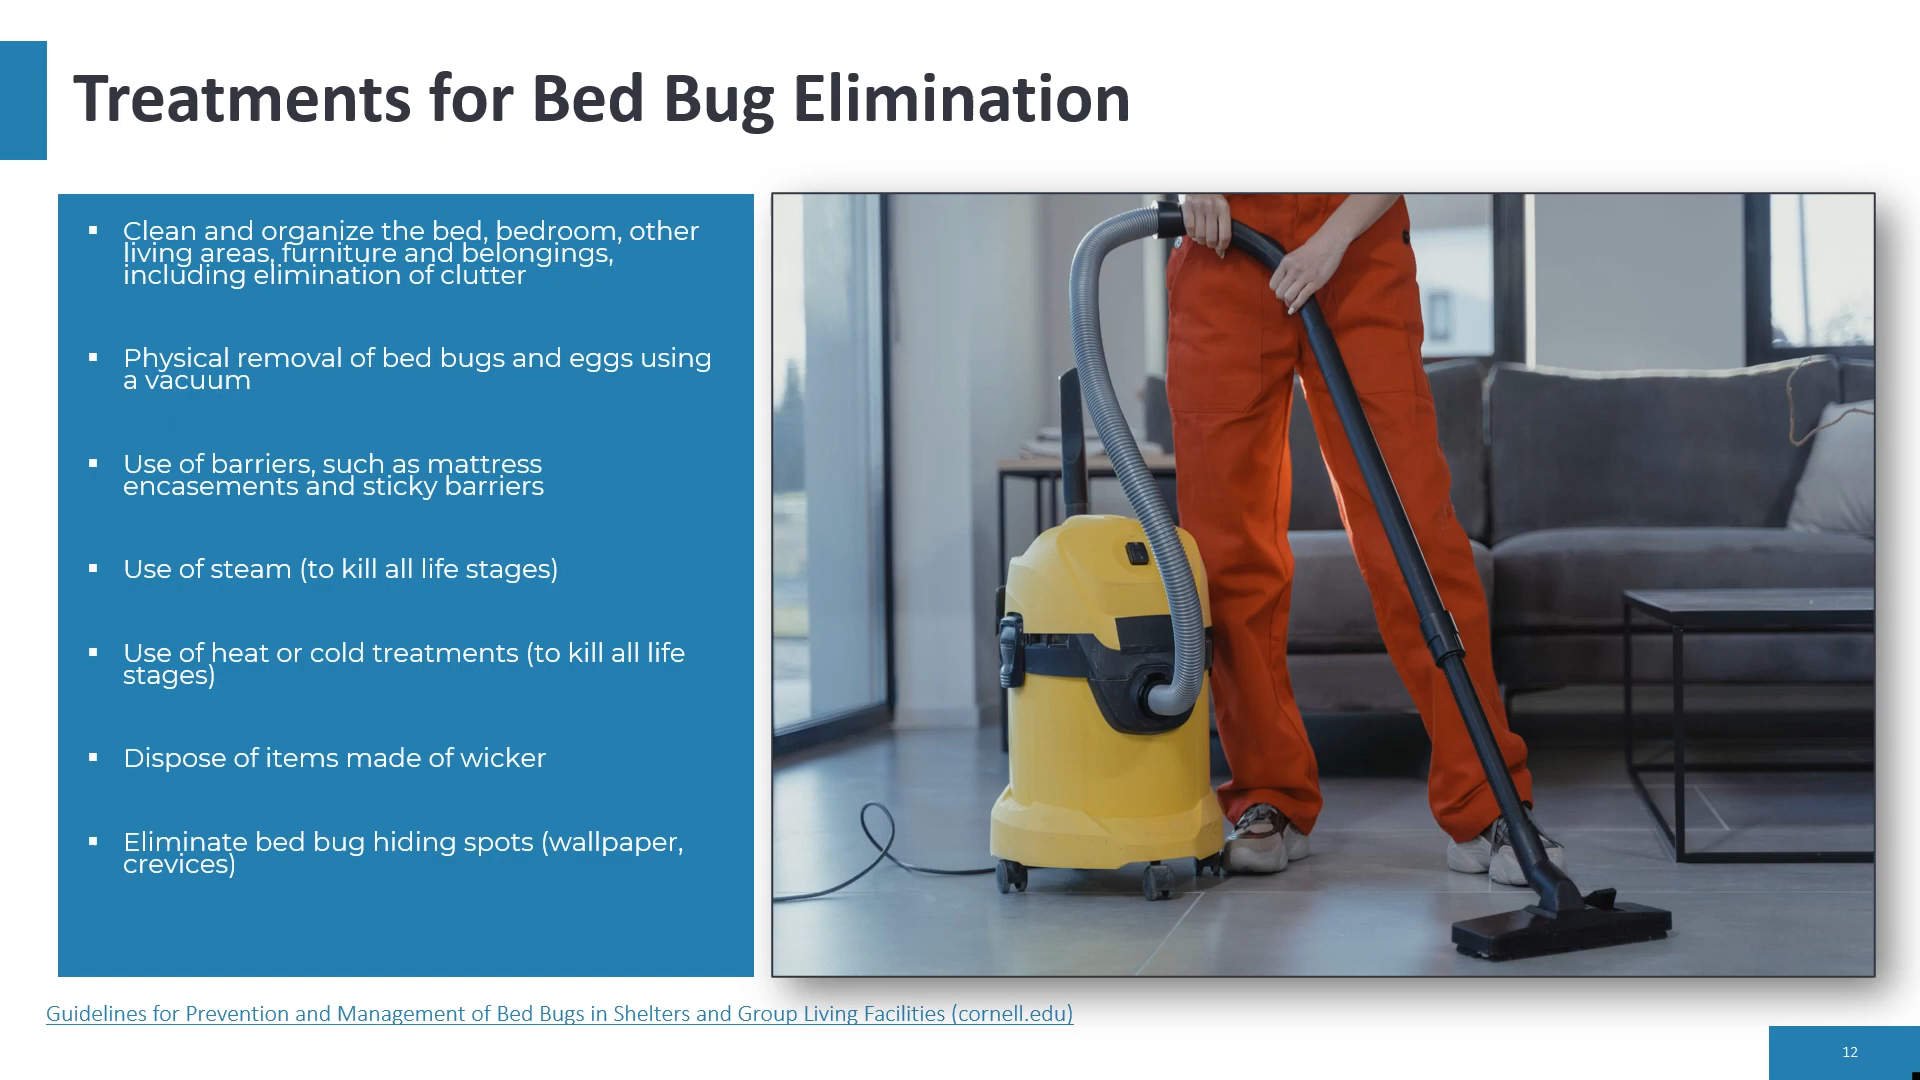 Treatments for Bed Bug Elimination
▪ Clean and organize the bed, bedroom, other
living areas, furniture and belongings,
including elimination of clutter
▪ Physical removal of bed bugs and eggs using
a vacuum
▪ Use of barriers, such as mattress
encasements and sticky barriers
▪ Use of steam (to kill all life stages)
▪ Use of heat or cold treatments (to kill all life
stages)
▪ Dispose of items made of wicker
▪ Eliminate bed bug hiding spots (wallpaper,
crevices)
Guidelines for Prevention and Management of Bed Bugs in Shelters and Group Living Facilities (cornell.edu)
12